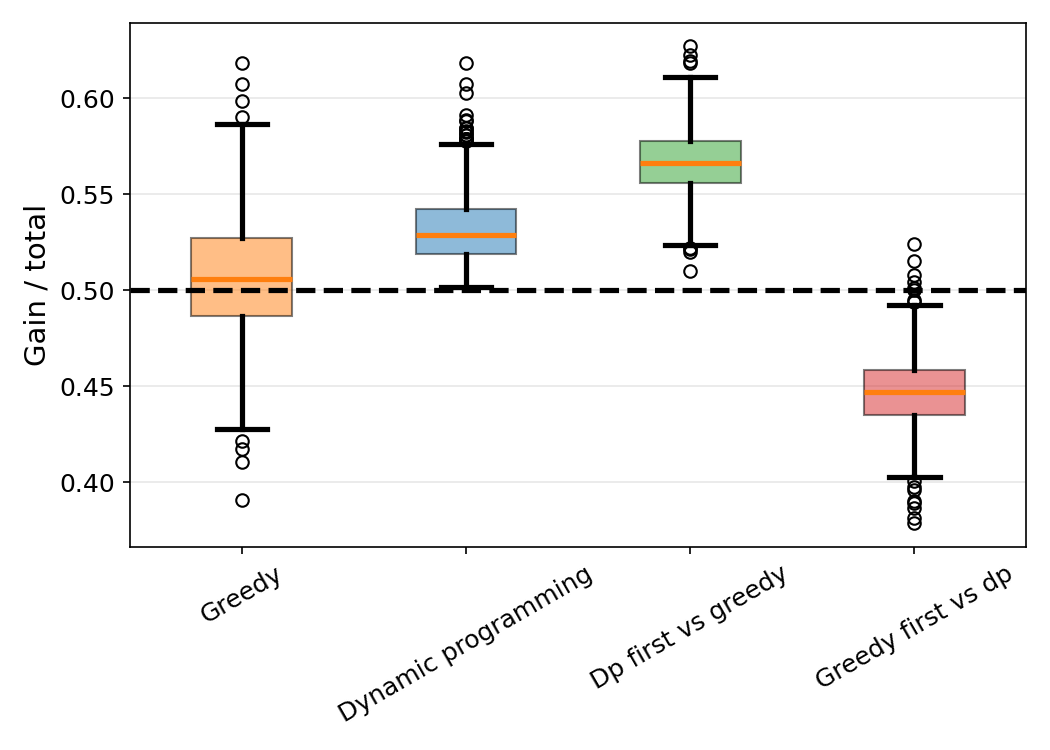 Gain / total
0.60
0.55
0.50
0.45
0.40
Greedy
Dynamic programming
Dp first vs greedy
Greedy first vs dp